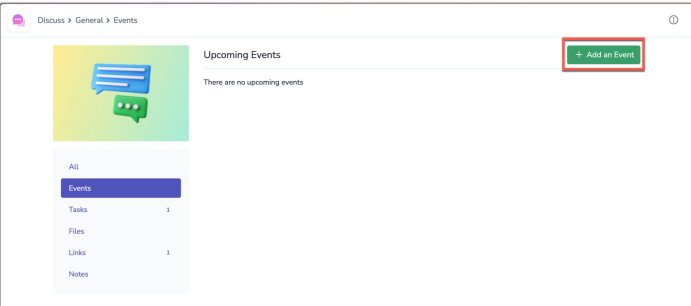 Discuss > General > Events
Upcoming Events
+ Add an Event
There are no upcoming events
All
Events
Tasks 1
Files
Links 1
Notes